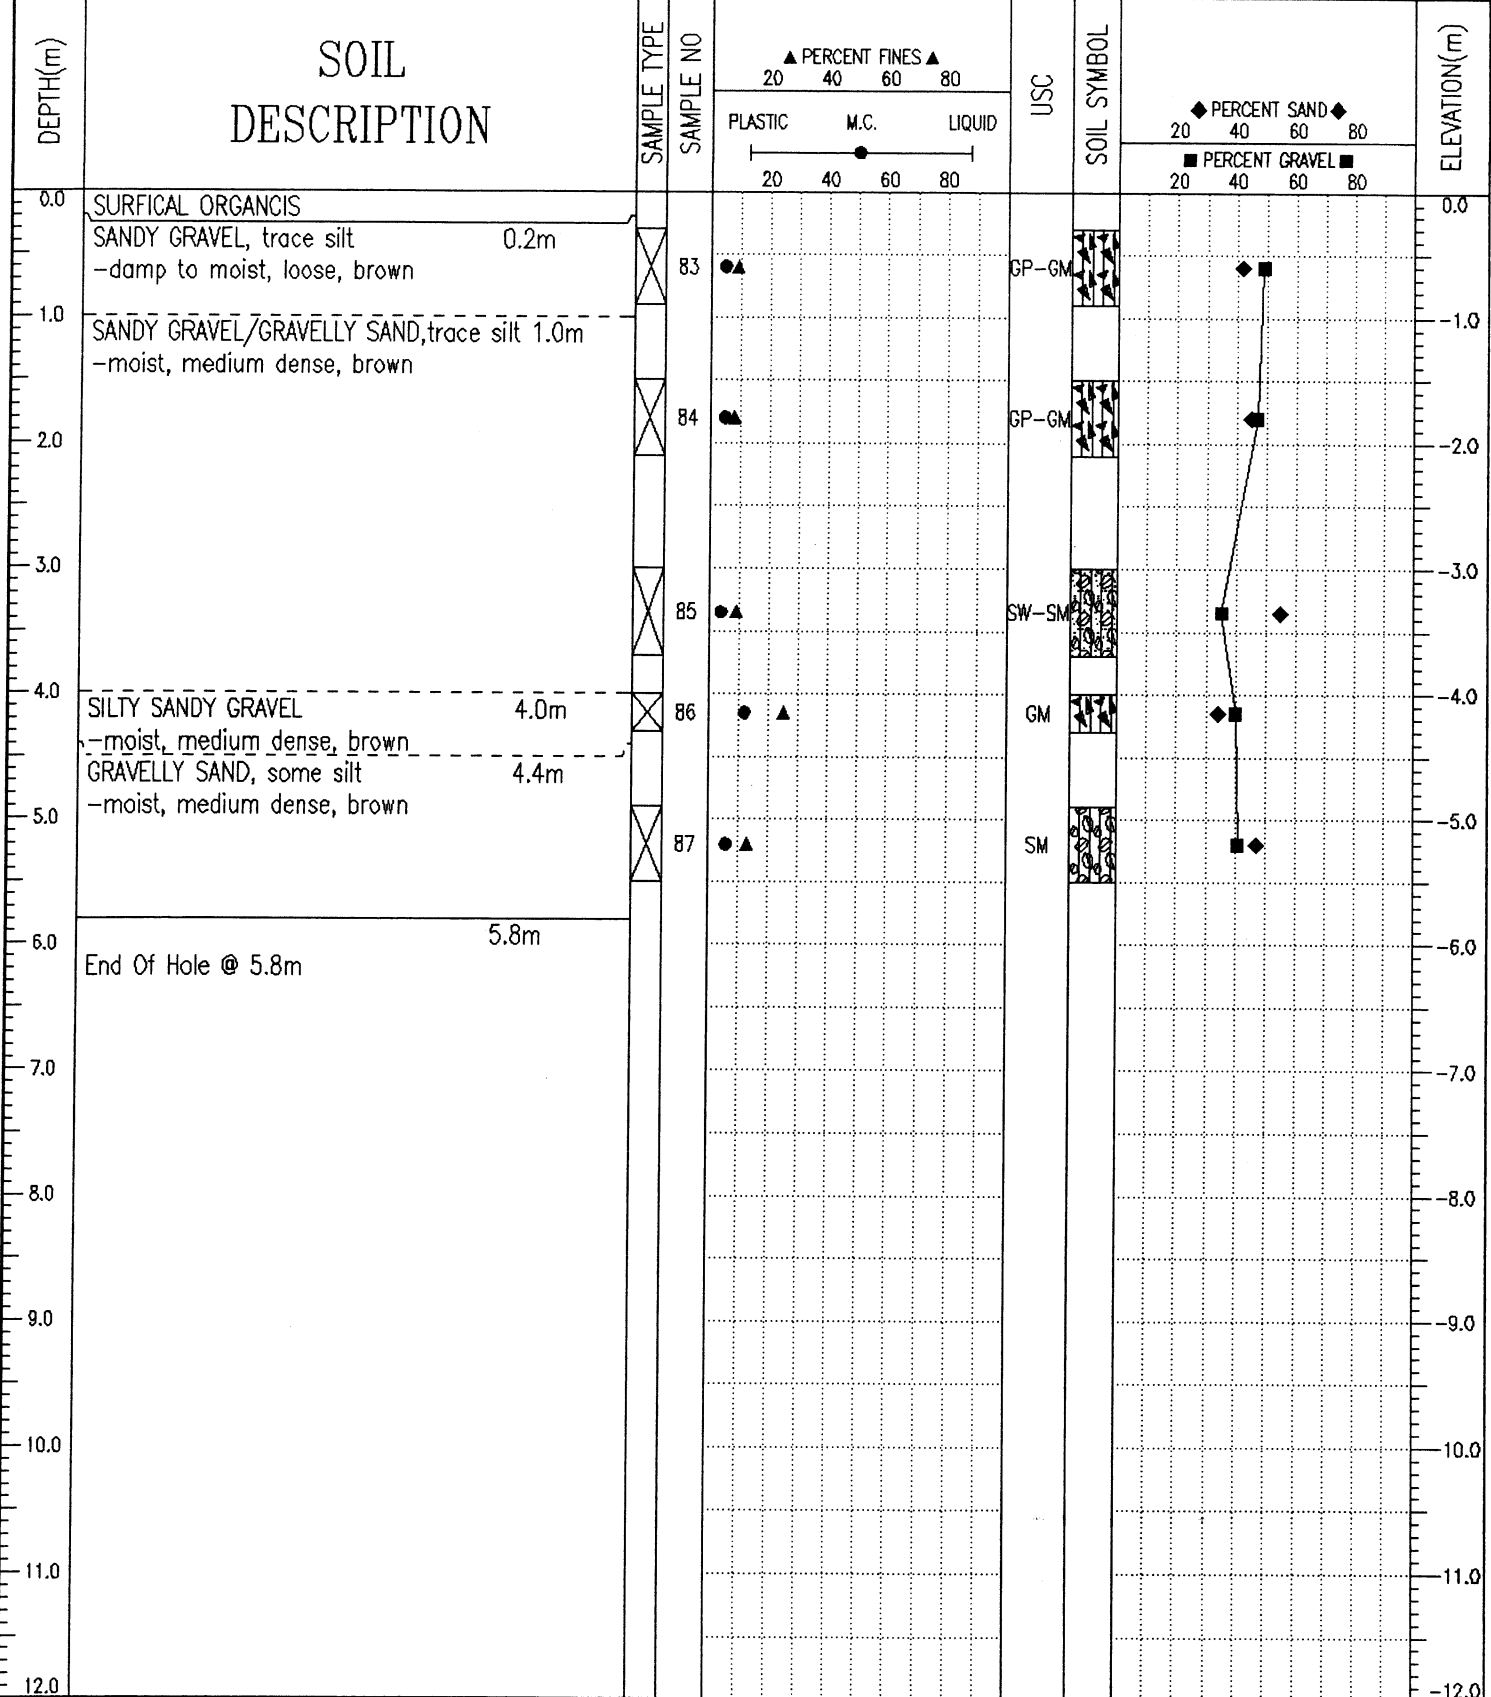 DEPTH(m)
SOIL
DESCRIPTION
SAMPLE TYPE
SAMPLE NO
▲ PERCENT FINES ▲
20 40 60 80
PLASTIC M.C. LIQUID
20 40 60 80
USC
SOIL SYMBOL
◆ PERCENT SAND ◆
20 40 60 80
■ PERCENT GRAVEL ■
20 40 60 80
ELEVATION(m)
0.0
SURFICAL ORGANCIS
0.0
SANDY GRAVEL, trace silt 0.2m
-damp to moist, loose, brown
83
GP-GM
1.0
-1.0
SANDY GRAVEL/GRAVELLY SAND,trace silt 1.0m
-moist, medium dense, brown
84
GP-GM
2.0
-2.0
3.0
-3.0
85
SW-SM
4.0
-4.0
SILTY SANDY GRAVEL 4.0m
86
GM
-moist, medium dense, brown
GRAVELLY SAND, some silt 4.4m
-moist, medium dense, brown
5.0
-5.0
87
SM
5.8m
6.0
-6.0
End Of Hole @ 5.8m
7.0
-7.0
8.0
-8.0
9.0
-9.0
10.0
-10.0
11.0
-11.0
12.0
-12.0